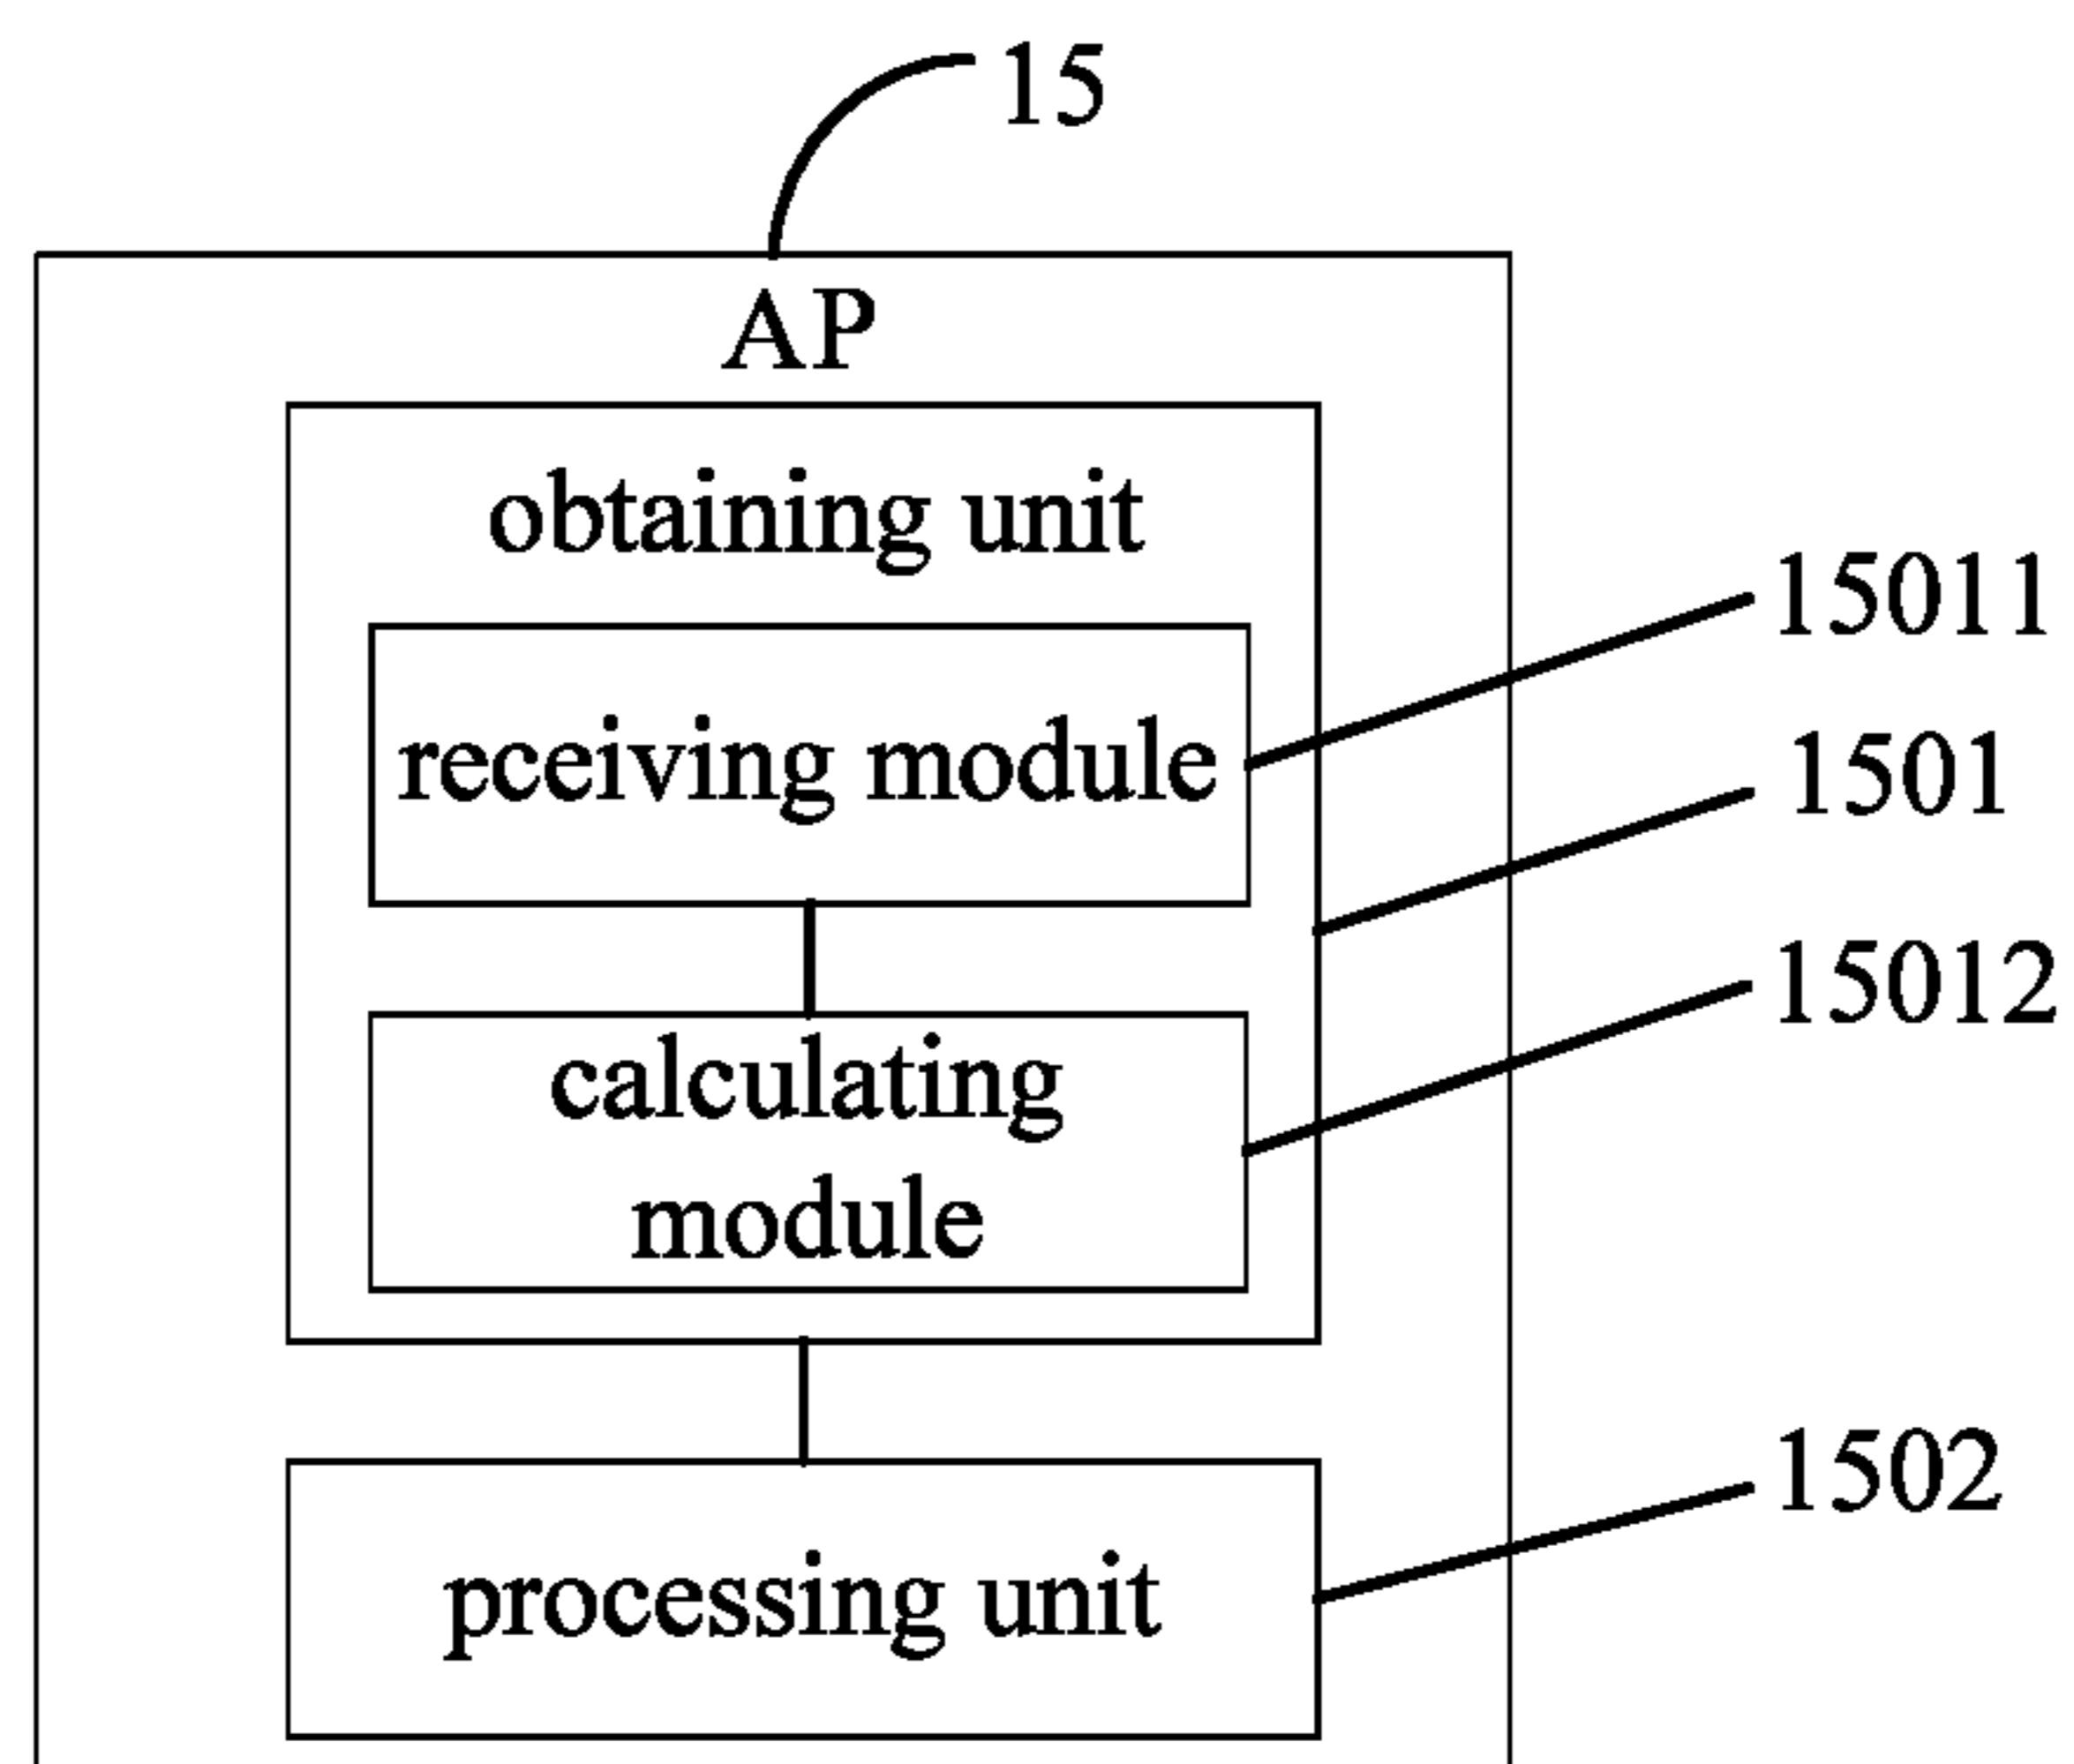 15
AP
obtaining unit
15011
receiving module
1501
15012
calculating
module
1502
processing unit